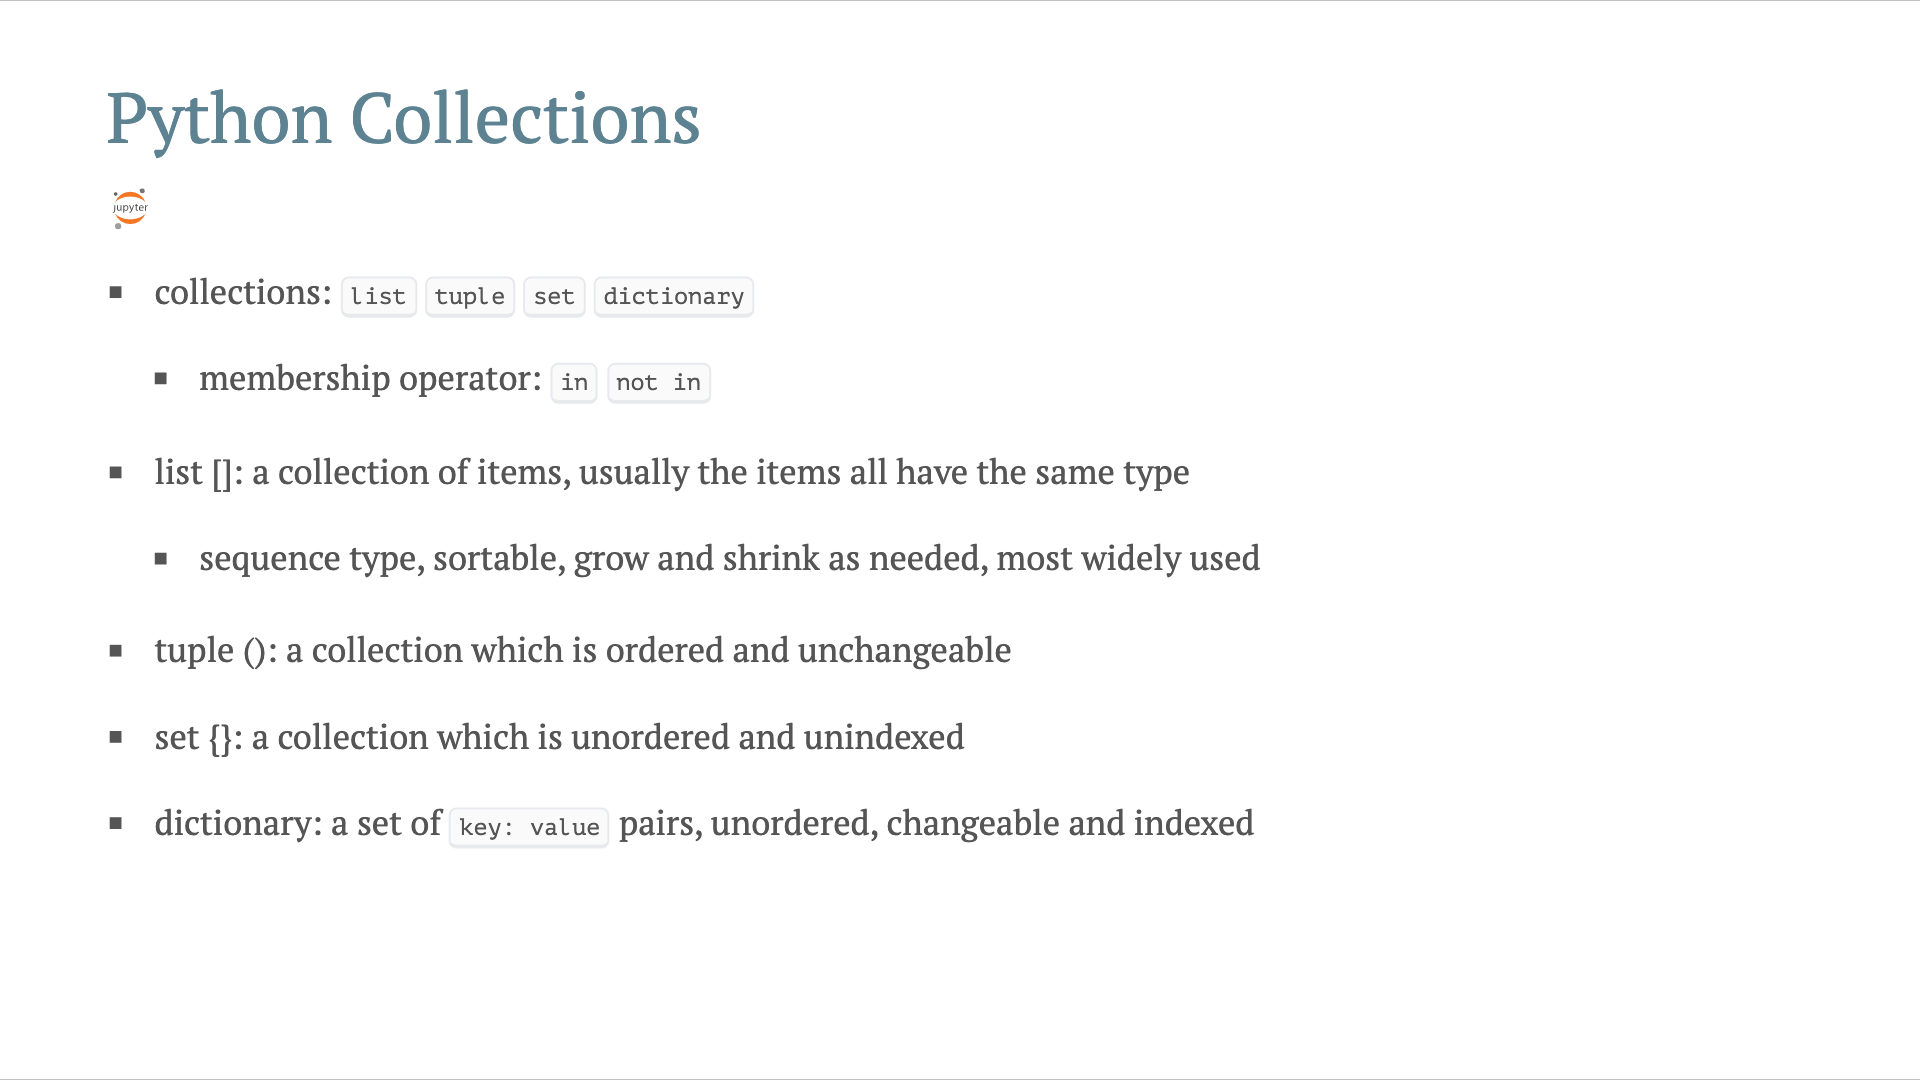 Python Collections
jupyter
collections: list tuple set dictionary
membership operator: in not in
list []: a collection of items, usually the items all have the same type
sequence type, sortable, grow and shrink as needed, most widely used
tuple (): a collection which is ordered and unchangeable
set {}: a collection which is unordered and unindexed
dictionary: a set of key: value pairs, unordered, changeable and indexed